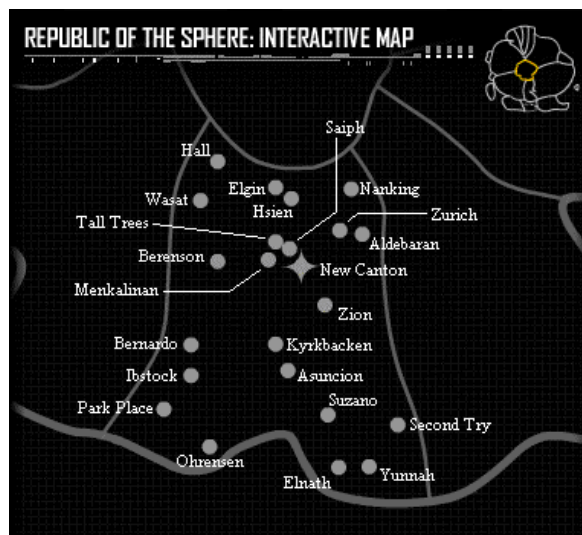 REPUBLIC OF THE SPHERE: INTERACTIVE MAP
Saiph
Hall
Elgin
Nanking
Wasat
Hsien
Zurich
Tall Trees
Aldebaran
Berenson
New Canton
Menkalinan
Zion
Bernardo
Kyrkbacken
Ibstock
Asuncion
Suzano
Park Place
Second Try
Ohrensen
Elnath
Yunnah